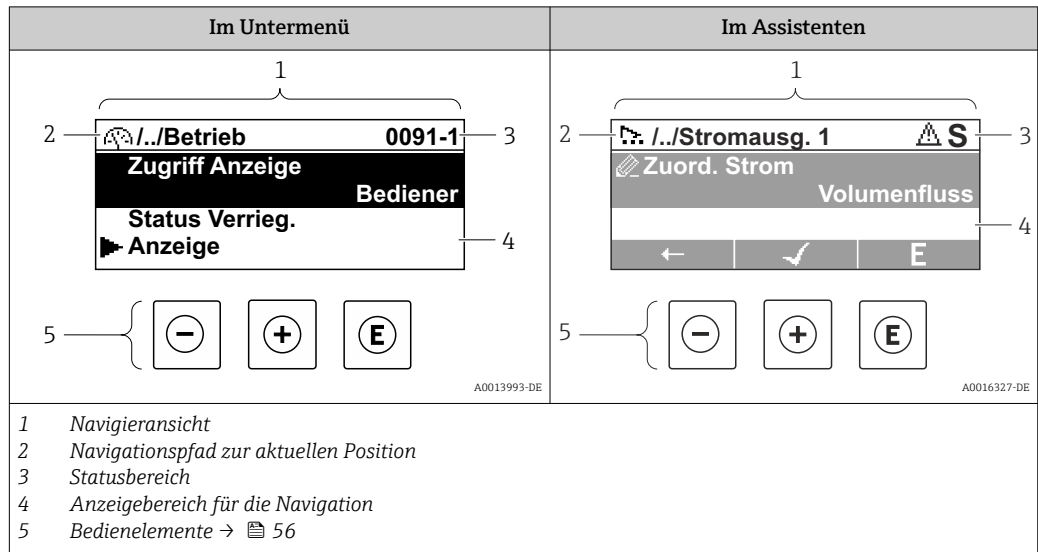 Im Untermenü
Im Assistenten
1
2
/../Betrieb 0091-1
3
Zugriff Anzeige
Bediener
Status Verrieg.
Anzeige
4
5
- + E
A0013993-DE
1
2
/../Stromausg. 1 S
3
Zuord. Strom
Volumenfluss
4
← ✓ E
5
- + E
A0016327-DE
1 Navigieransicht
2 Navigationspfad zur aktuellen Position
3 Statusbereich
4 Anzeigebereich für die Navigation
5 Bedienelemente → 56